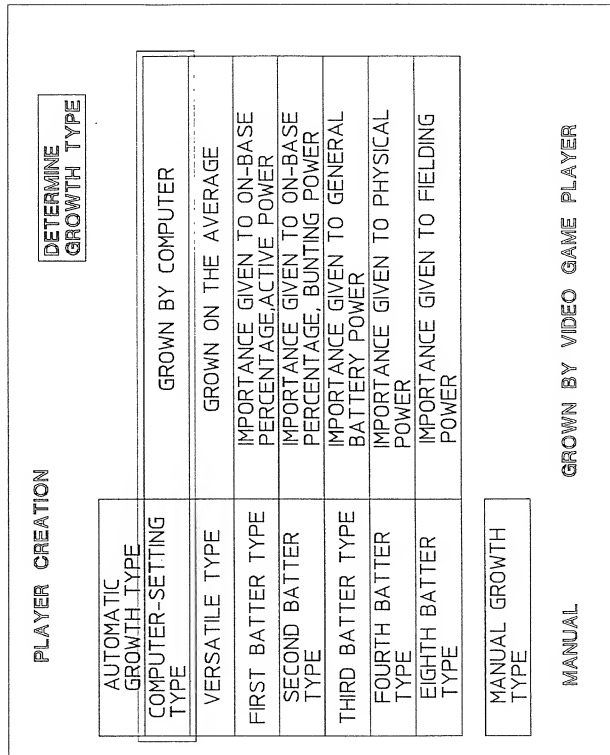 PLAYER CREATION
DETERMINE
GROWTH TYPE
AUTOMATIC
GROWTH TYPE
COMPUTER-SETTING
TYPE
GROWN BY COMPUTER
VERSATILE TYPE
GROWN ON THE AVERAGE
FIRST BATTER TYPE
IMPORTANCE GIVEN TO ON-BASE
PERCENTAGE,ACTIVE POWER
SECOND BATTER
TYPE
IMPORTANCE GIVEN TO ON-BASE
PERCENTAGE, BUNTING POWER
THIRD BATTER TYPE
IMPORTANCE GIVEN TO GENERAL
BATTERY POWER
FOURTH BATTER
TYPE
IMPORTANCE GIVEN TO PHYSICAL
POWER
EIGHTH BATTER
TYPE
IMPORTANCE GIVEN TO FIELDING
POWER
MANUAL GROWTH
TYPE
MANUAL
GROWN BY VIDEO GAME PLAYER